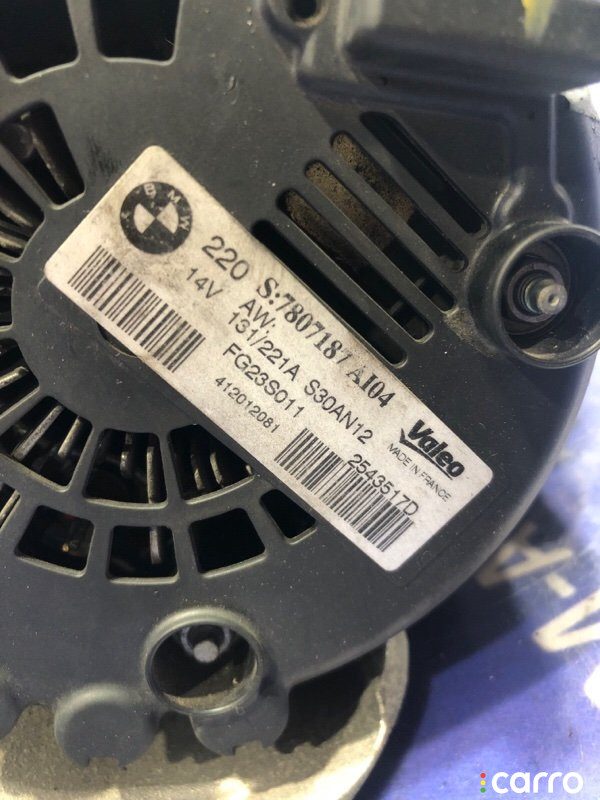 BMW
220 S:7807187 AI04
14V AW:
131/221A S30AN12
FG23S011
412012081
2543517D
Valeo
MADE IN FRANCE
carro